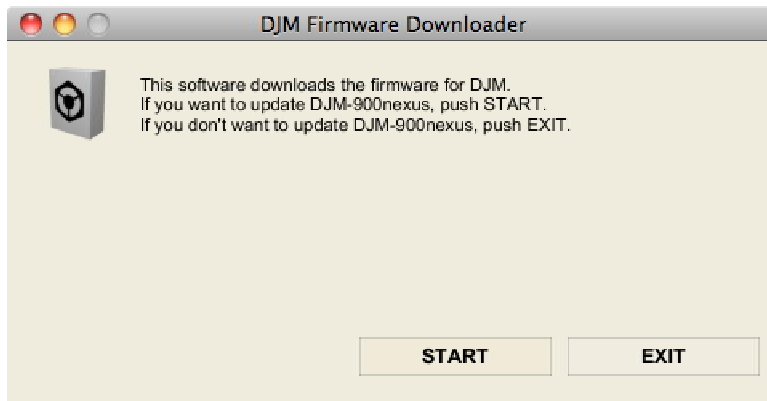 DJM Firmware Downloader
This software downloads the firmware for DJM.
If you want to update DJM-900nexus, push START.
If you don't want to update DJM-900nexus, push EXIT.
START
EXIT